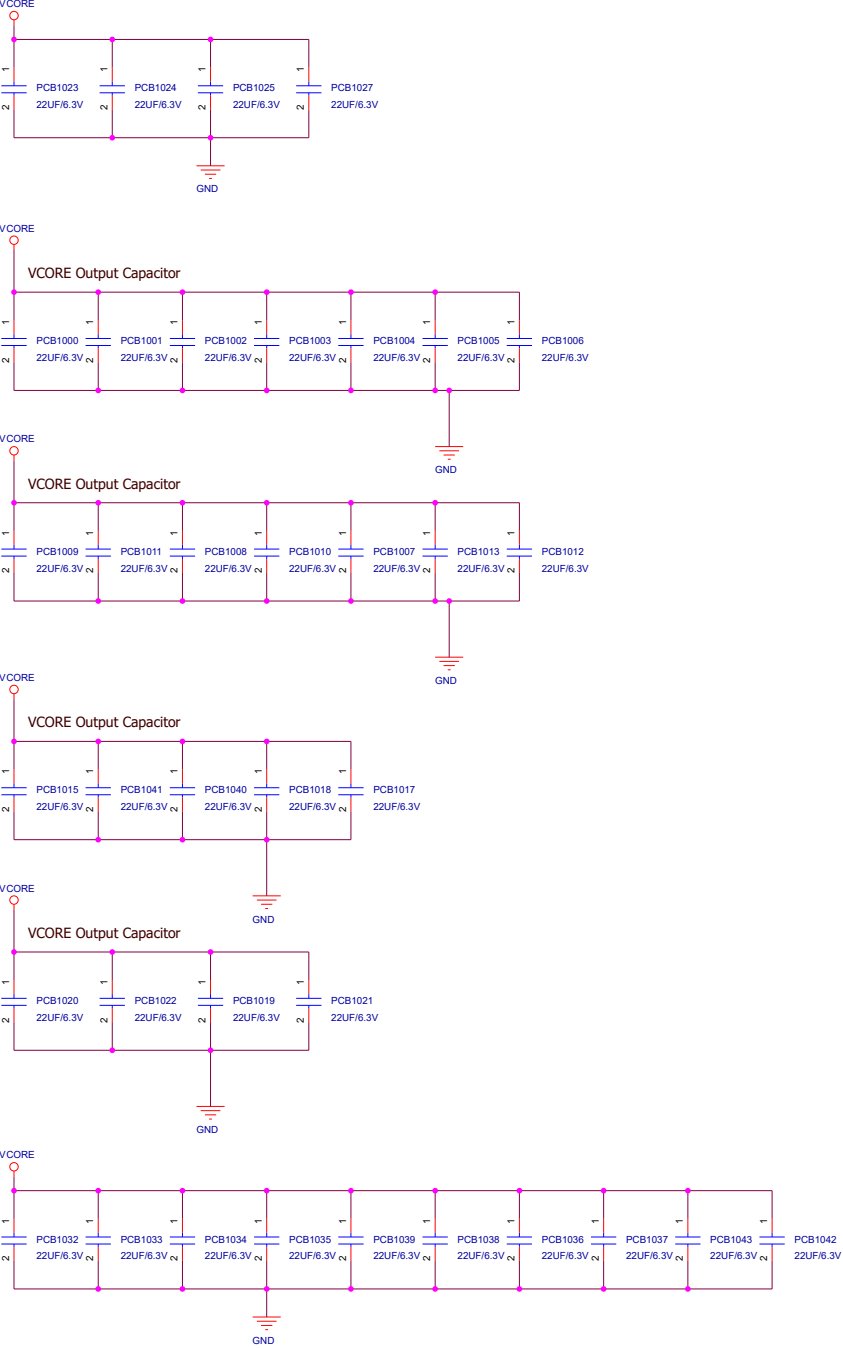 VCORE
1 1 1 1
PCB1023 PCB1024 PCB1025 PCB1027
22UF/6.3V 22UF/6.3V 22UF/6.3V 22UF/6.3V
2 2 2 2
GND
VCORE
VCORE Output Capacitor
1 1 1 1 1 1 1
PCB1000 PCB1001 PCB1002 PCB1003 PCB1004 PCB1005 PCB1006
22UF/6.3V 22UF/6.3V 22UF/6.3V 22UF/6.3V 22UF/6.3V 22UF/6.3V 22UF/6.3V
2 2 2 2 2 2 2
VCORE
GND
VCORE Output Capacitor
1 1 1 1 1 1 1
PCB1009 PCB1011 PCB1008 PCB1010 PCB1007 PCB1013 PCB1012
22UF/6.3V 22UF/6.3V 22UF/6.3V 22UF/6.3V 22UF/6.3V 22UF/6.3V 22UF/6.3V
2 2 2 2 2 2 2
VCORE
GND
VCORE Output Capacitor
1 1 1 1 1
PCB1015 PCB1041 PCB1040 PCB1018 PCB1017
22UF/6.3V 22UF/6.3V 22UF/6.3V 22UF/6.3V 22UF/6.3V
2 2 2 2 2
VCORE
GND
VCORE Output Capacitor
1 1 1 1
PCB1020 PCB1022 PCB1019 PCB1021
22UF/6.3V 22UF/6.3V 22UF/6.3V 22UF/6.3V
2 2 2 2
GND
VCORE
1 1 1 1 1 1 1 1 1 1
PCB1032 PCB1033 PCB1034 PCB1035 PCB1039 PCB1038 PCB1036 PCB1037 PCB1043 PCB1042
22UF/6.3V 22UF/6.3V 22UF/6.3V 22UF/6.3V 22UF/6.3V 22UF/6.3V 22UF/6.3V 22UF/6.3V 22UF/6.3V 22UF/6.3V
2 2 2 2 2 2 2 2 2 2
GND